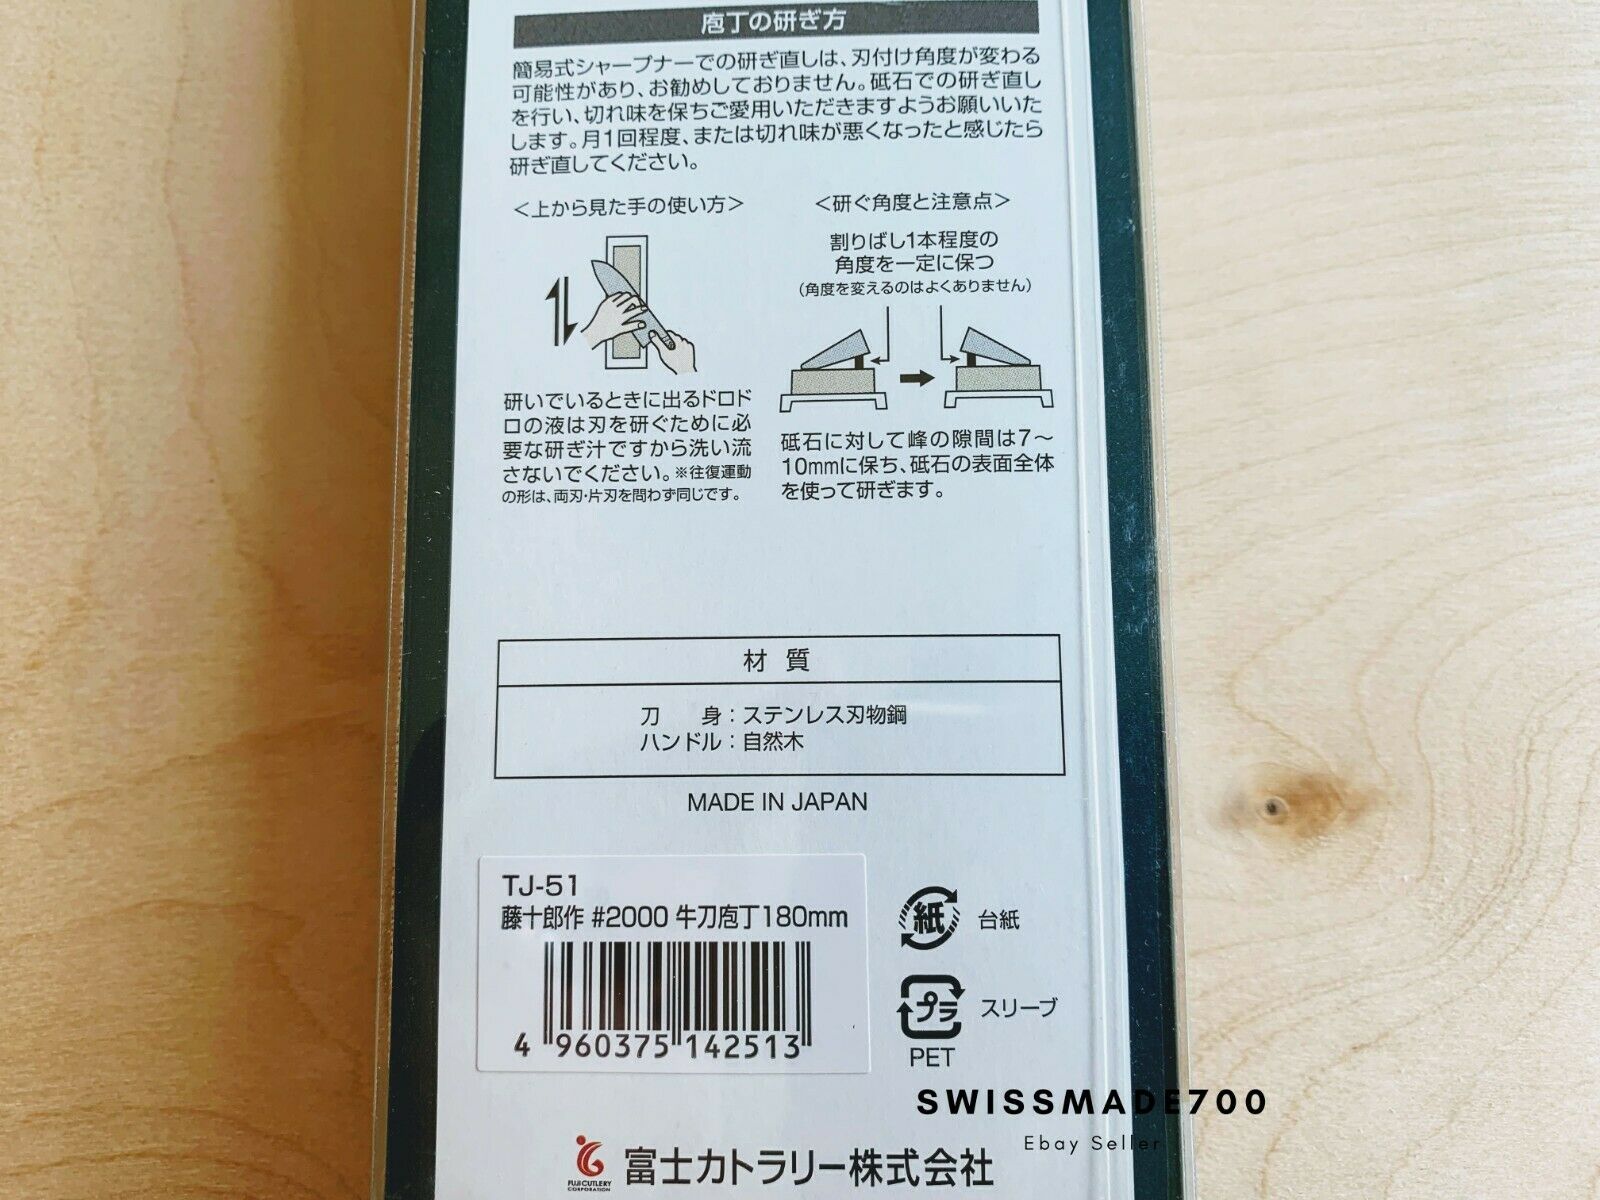 庖丁の研ぎ方
簡易式シャープナーでの研ぎ直しは、刃付け角度が変わる
可能性があり、お勧めしておりません。砥石での研ぎ直し
を行い、切れ味を保ちご愛用いただきますようお願いいた
します。月1回程度、または切れ味が悪くなったと感じたら
研ぎ直してください。
＜上から見た手の使い方＞
研いでいるときに出るドロド
ロの液は刃を研ぐために必
要な研ぎ汁ですから洗い流
さないでください。※往復運動
の形は、両刃・片刃を問わず同じです。
＜研ぐ角度と注意点＞
割りばし1本程度の
角度を一定に保つ
（角度を変えるのはよくありません）
砥石に対して峰の隙間は7～
10mmに保ち、砥石の表面全体
を使って研ぎます。
材 質
刀 身：ステンレス刃物鋼
ハンドル：自然木
MADE IN JAPAN
TJ-51
藤十郎作 #2000 牛刀庖丁180mm
4 960375 142513
紙 台紙
プラ スリーブ
PET
SWISSMADE700
Ebay Seller
FUJI CUTLERY
CORPORATION
富士カトラリー株式会社